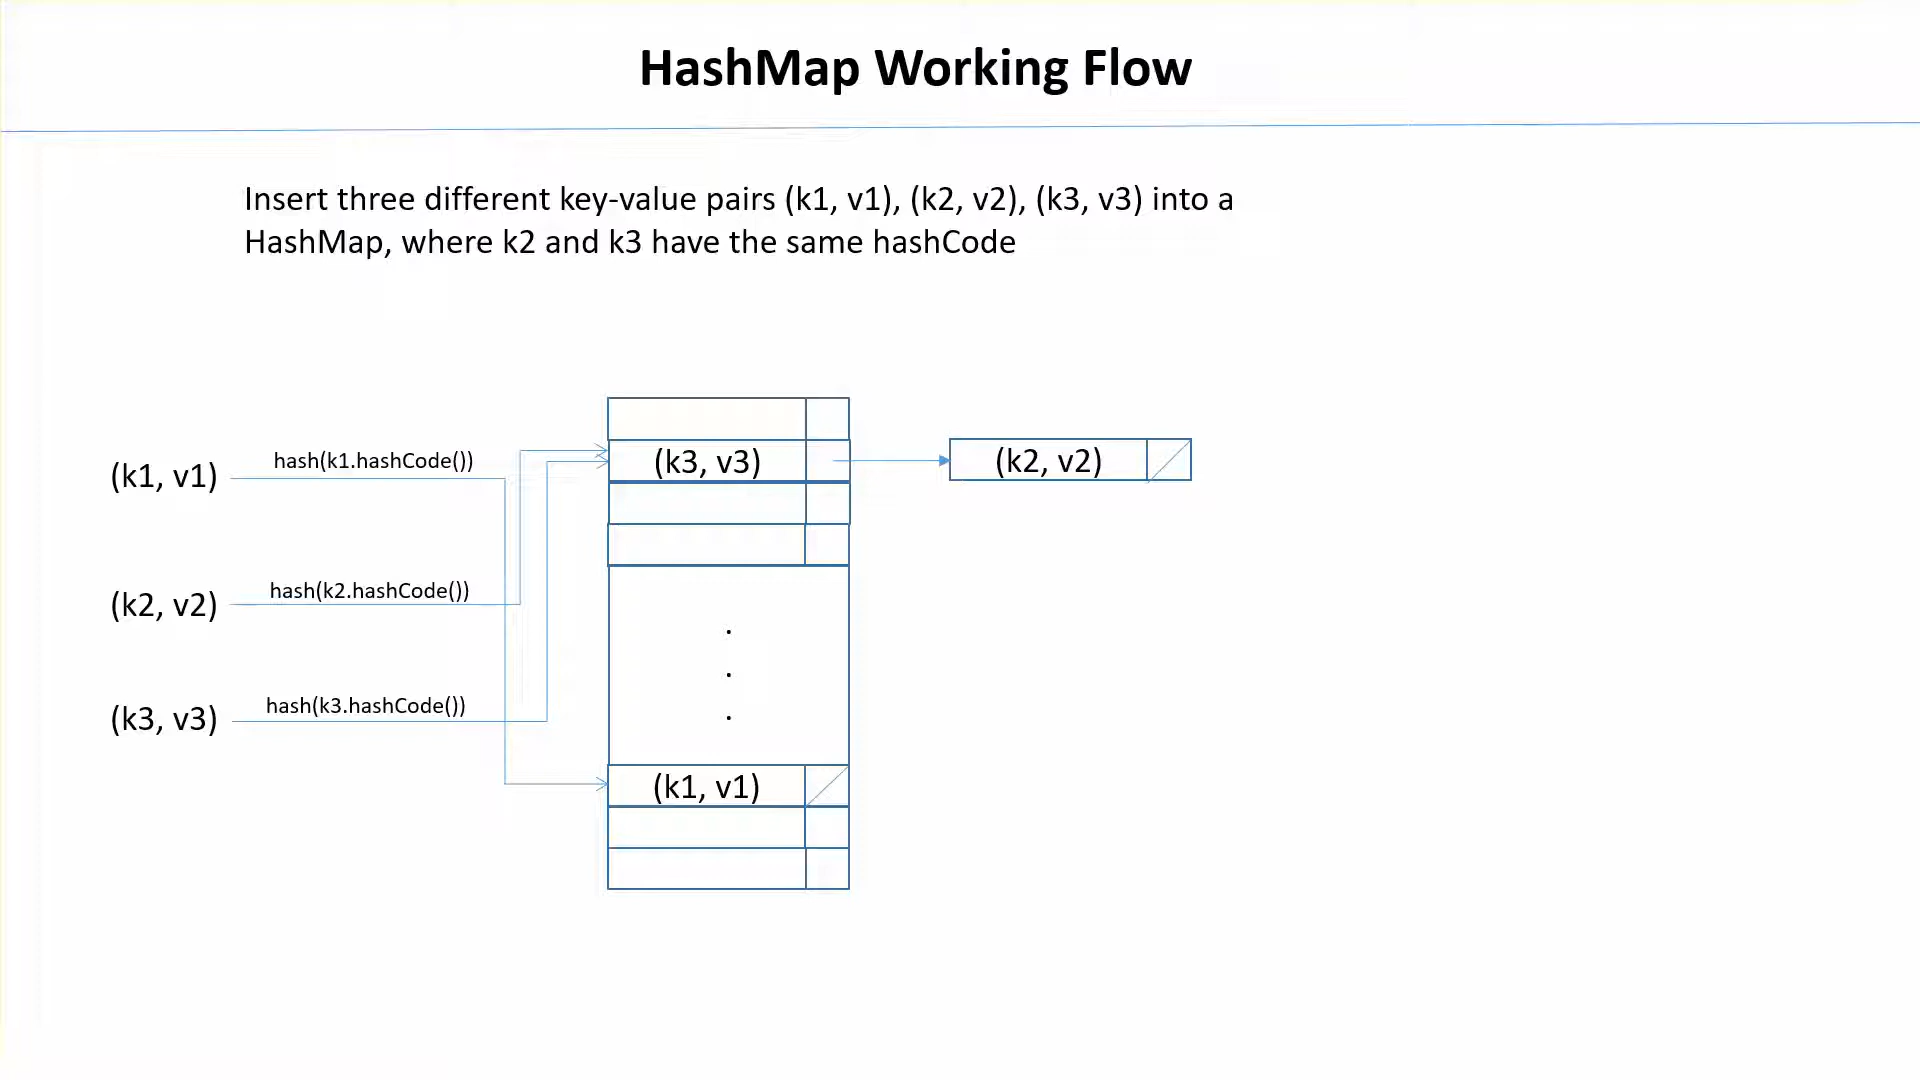 HashMap Working Flow
Insert three different key-value pairs (k1, v1), (k2, v2), (k3, v3) into a
HashMap, where k2 and k3 have the same hashCode
(k1, v1)
hash(k1.hashCode())
(k3, v3)
(k2, v2)
(k2, v2)
hash(k2.hashCode())
.
.
.
(k3, v3)
hash(k3.hashCode())
(k1, v1)